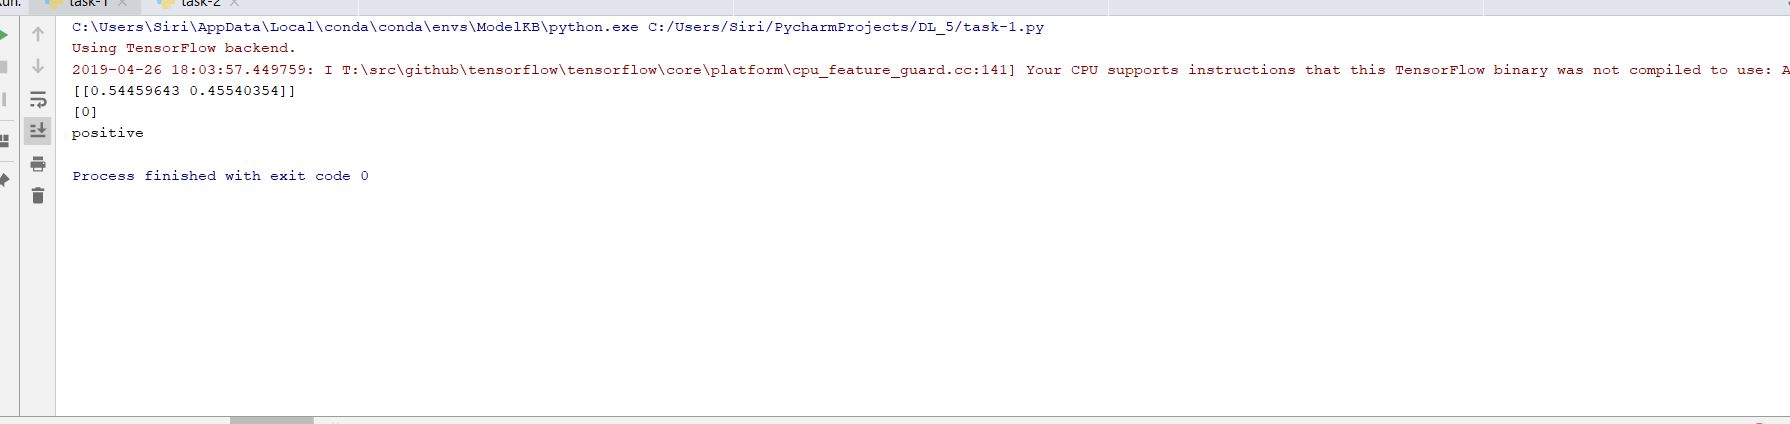 task-1 task-2
C:\Users\Siri\AppData\Local\conda\conda\envs\ModelKB\python.exe C:/Users/Siri/PycharmProjects/DL_5/task-1.py
Using TensorFlow backend.
2019-04-26 18:03:57.449759: I T:\src\github\tensorflow\tensorflow\core\platform\cpu_feature_guard.cc:141] Your CPU supports instructions that this TensorFlow binary was not compiled to use: A
[[0.54459643 0.45540354]]
[0]
positive
Process finished with exit code 0